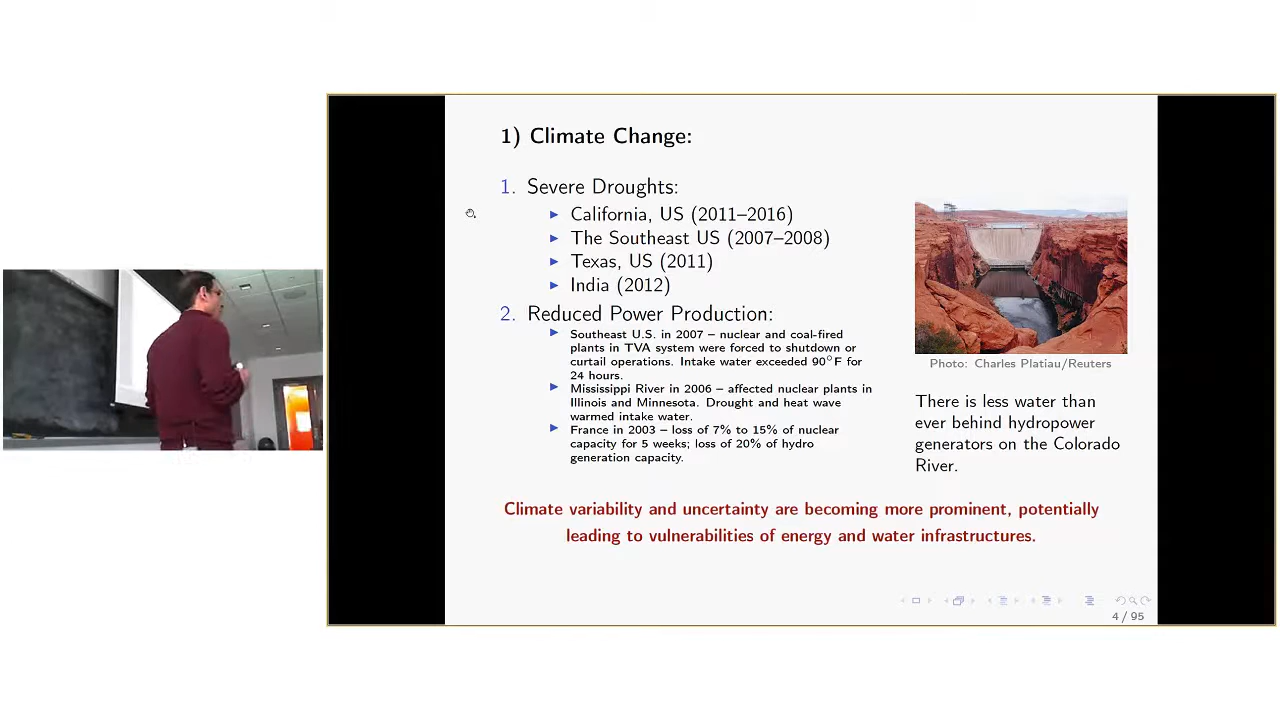 1) Climate Change:
1. Severe Droughts:
California, US (2011–2016)
The Southeast US (2007–2008)
Texas, US (2011)
India (2012)
2. Reduced Power Production:
Southeast U.S. in 2007 – nuclear and coal-fired
plants in TVA system were forced to shutdown or
curtail operations. Intake water exceeded 90°F for
24 hours.
Mississippi River in 2006 – affected nuclear plants in
Illinois and Minnesota. Drought and heat wave
warmed intake water.
France in 2003 – loss of 7% to 15% of nuclear
capacity for 5 weeks; loss of 20% of hydro
generation capacity.
Photo: Charles Platiau/Reuters
There is less water than
ever behind hydropower
generators on the Colorado
River.
Climate variability and uncertainty are becoming more prominent, potentially
leading to vulnerabilities of energy and water infrastructures.
4 / 95